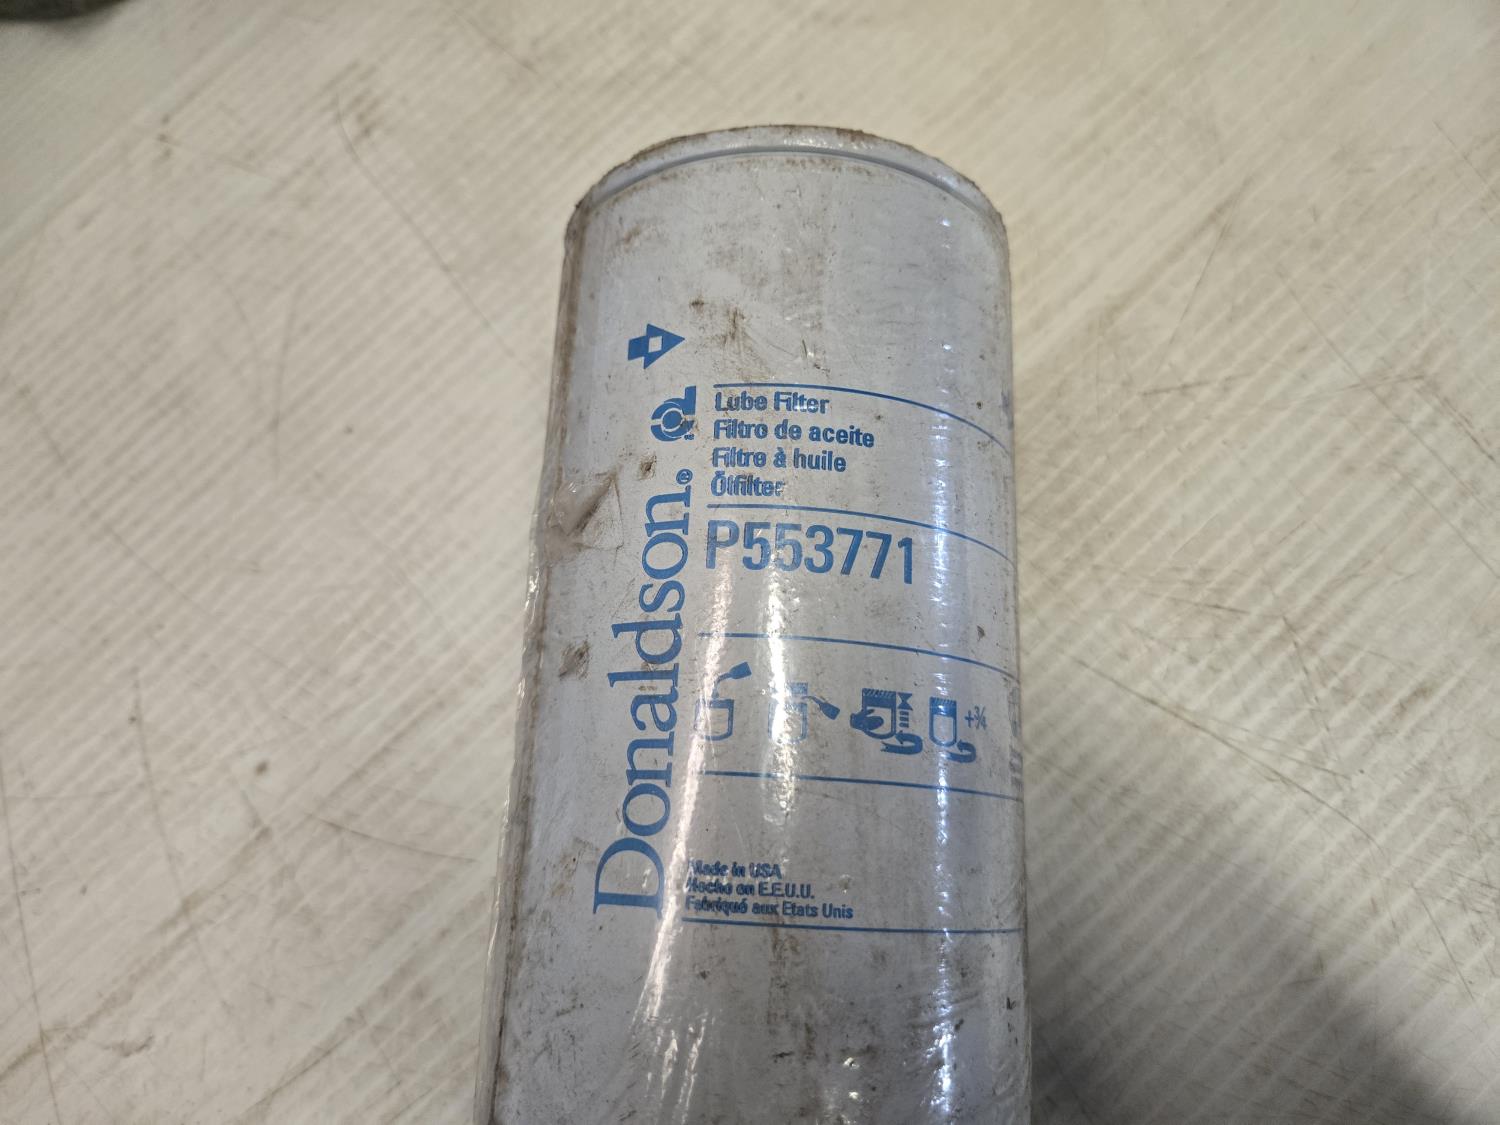 Donaldson.®
Lube Filter
Filtro de aceite
Filtre à huile
Ölfilter
P553771
+¾
Made in USA
Hecho en E.E.U.U.
Fabriqué aux Etats Unis